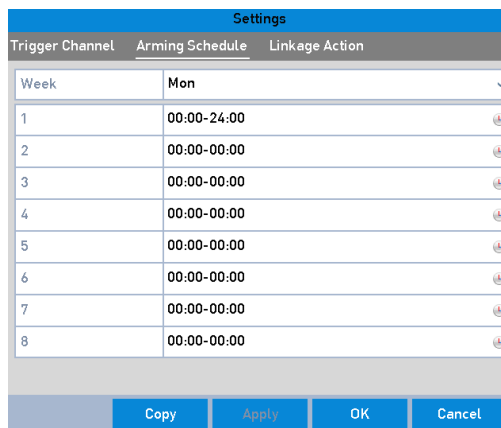 Settings
Trigger Channel Arming Schedule Linkage Action
Week Mon
1 00:00-24:00
2 00:00-00:00
3 00:00-00:00
4 00:00-00:00
5 00:00-00:00
6 00:00-00:00
7 00:00-00:00
8 00:00-00:00
Copy Apply OK Cancel